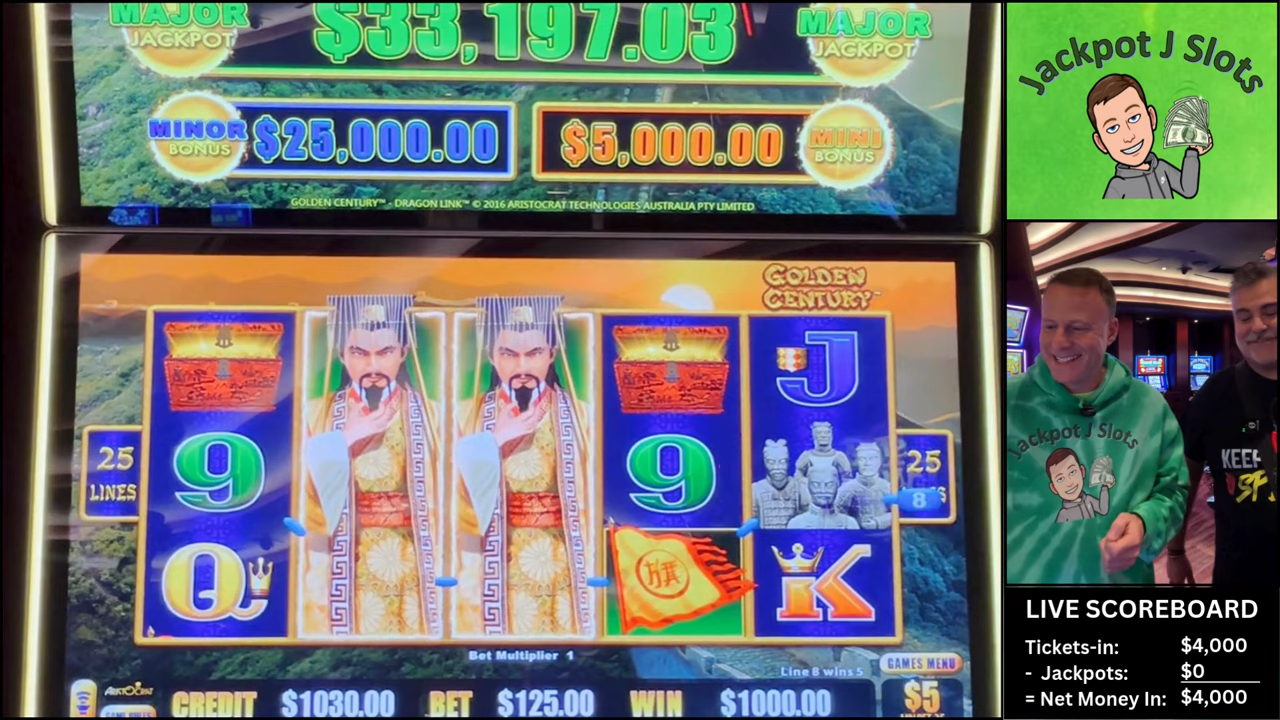 MAJOR
JACKPOT
$33,197.03
MAJOR
JACKPOT
MINOR
BONUS
$25,000.00
$5,000.00
MINI
BONUS
GOLDEN CENTURY™ - DRAGON LINK™ © 2016 ARISTOCRAT TECHNOLOGIES AUSTRALIA PTY LIMITED
GOLDEN
CENTURY™
J
25
LINES
9
9
25
8
Q
K
Bet Multiplier 1
Line 8 wins 5
GAMES MENU
ARISTOCRAT
CREDIT $1030.00 BET $125.00 WIN $1000.00
$5
Jackpot J Slots
Jackpot J Slots
KEEP
LIVE SCOREBOARD
Tickets-in: $4,000
- Jackpots: $0
= Net Money In: $4,000